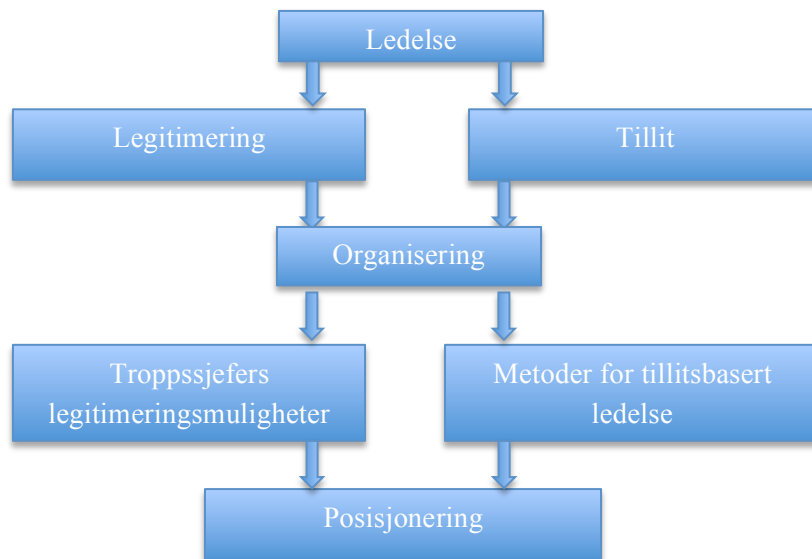 Ledelse
Legitimering
Tillit
Organisering
Troppssjefers
legitimeringsmuligheter
Metoder for tillitsbasert
ledelse
Posisjonering